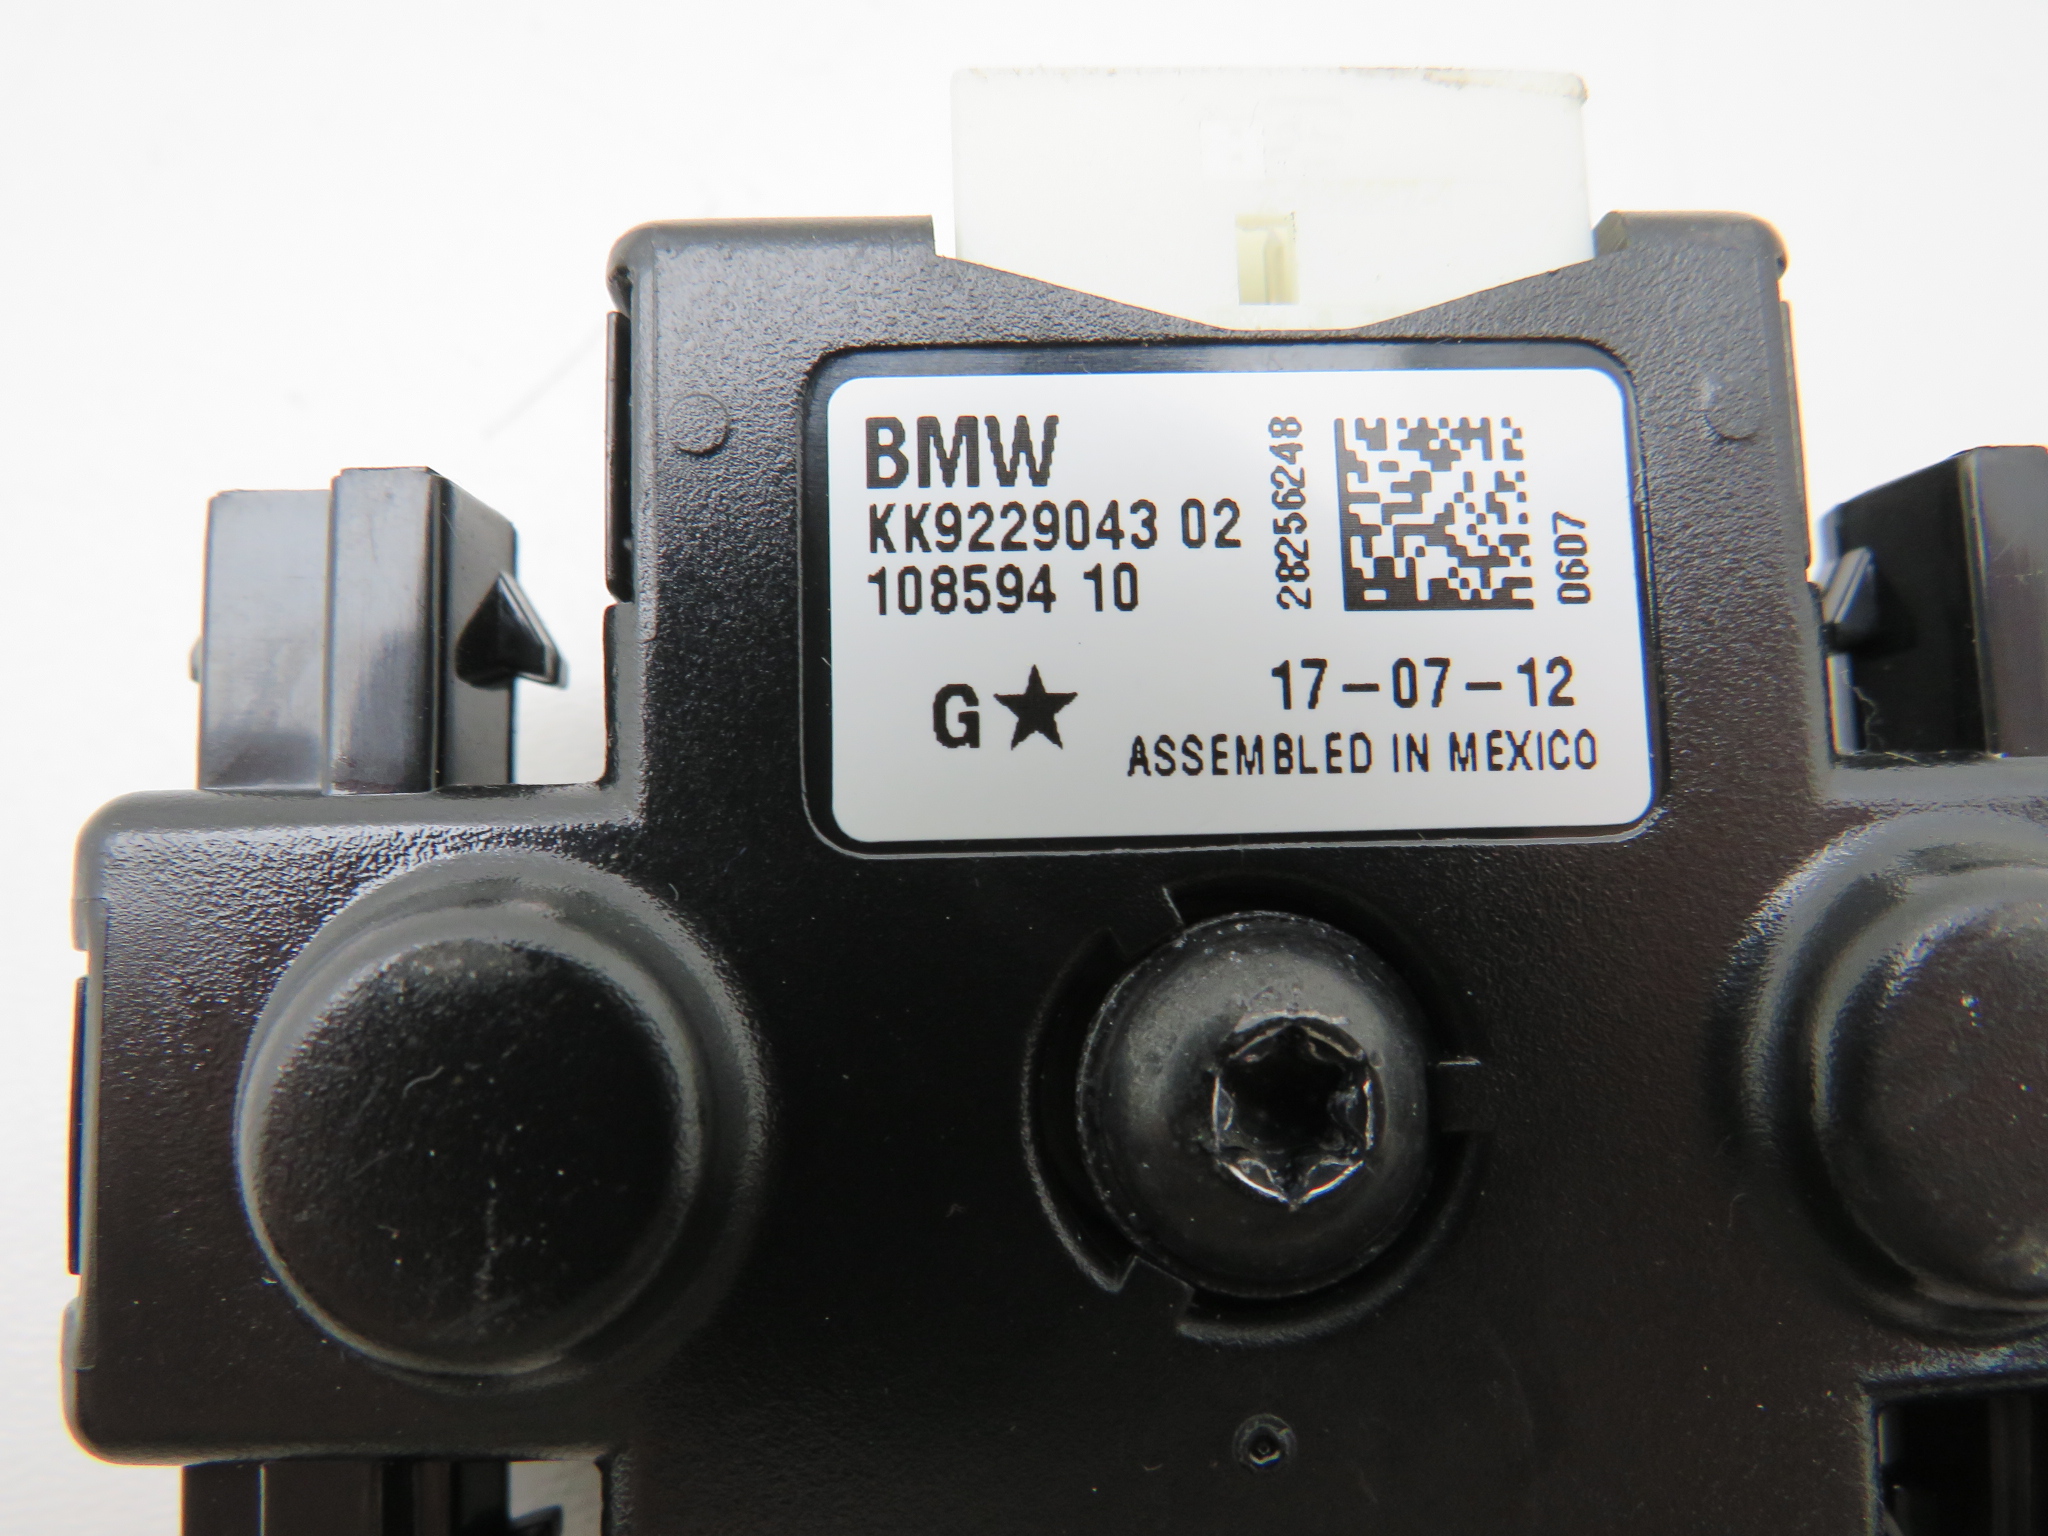 BMW
KK9229043 02
108594 10
28256248
0607
G★
17-07-12
ASSEMBLED IN MEXICO